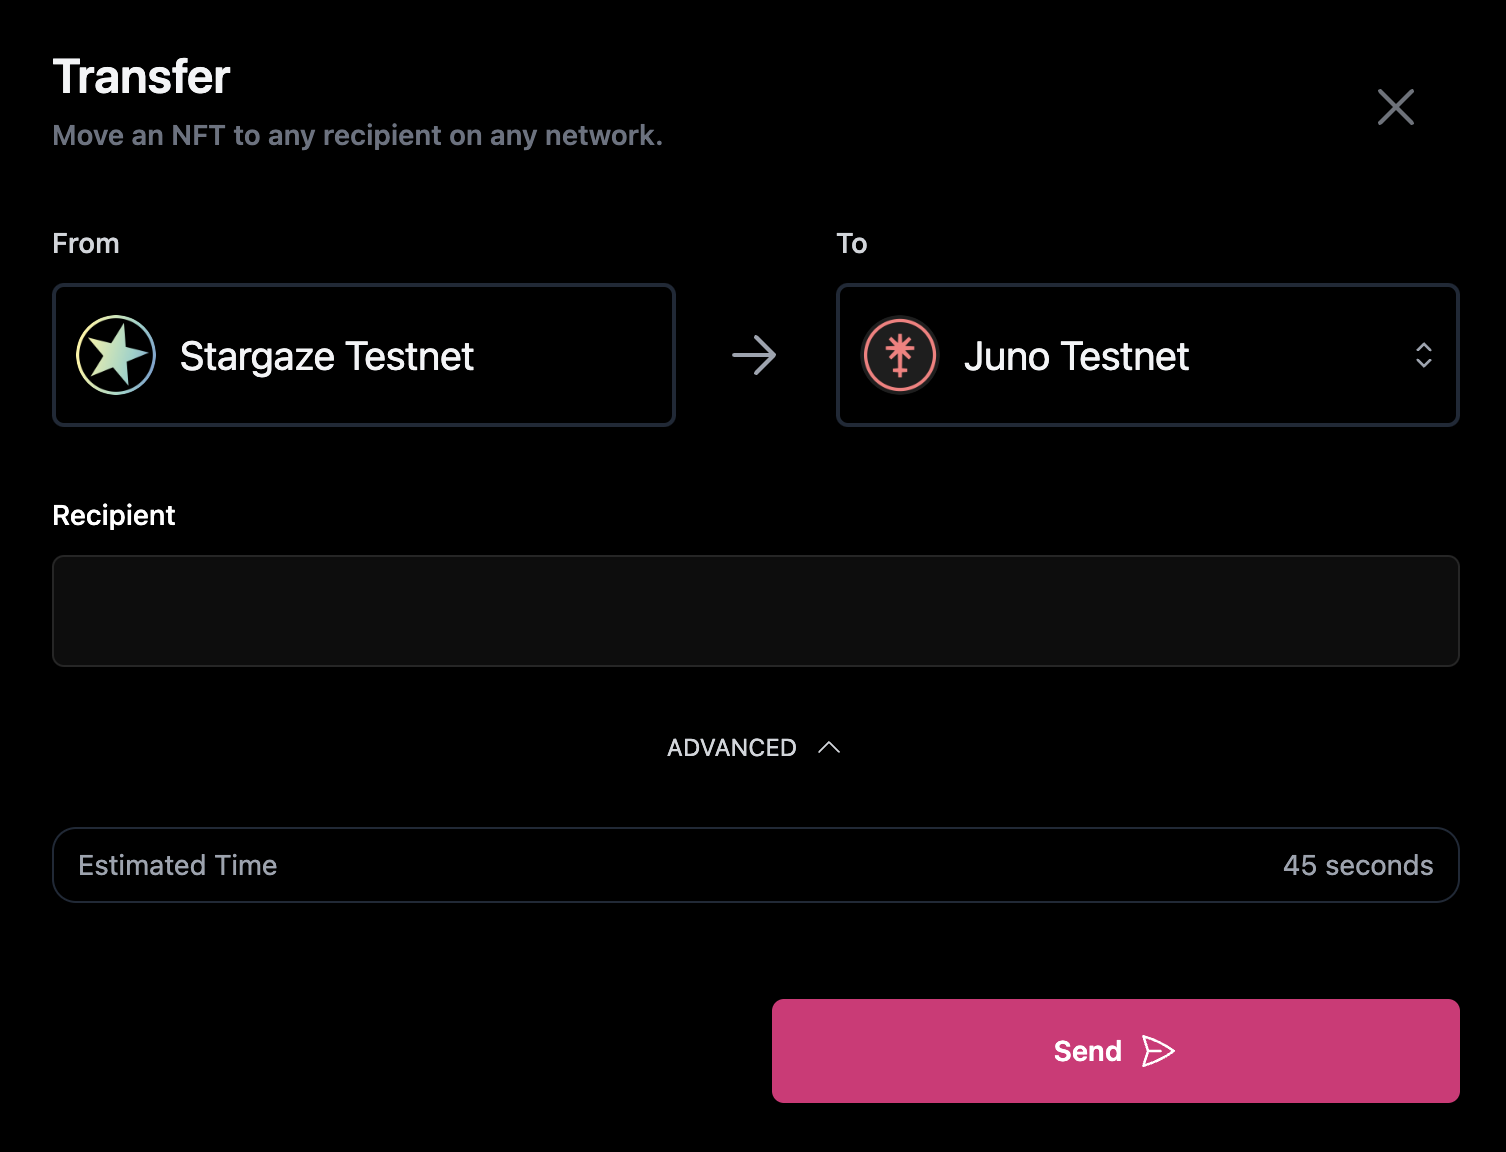 Transfer
Move an NFT to any recipient on any network.
From
To
Stargaze Testnet
Juno Testnet
Recipient
ADVANCED
Estimated Time
45 seconds
Send